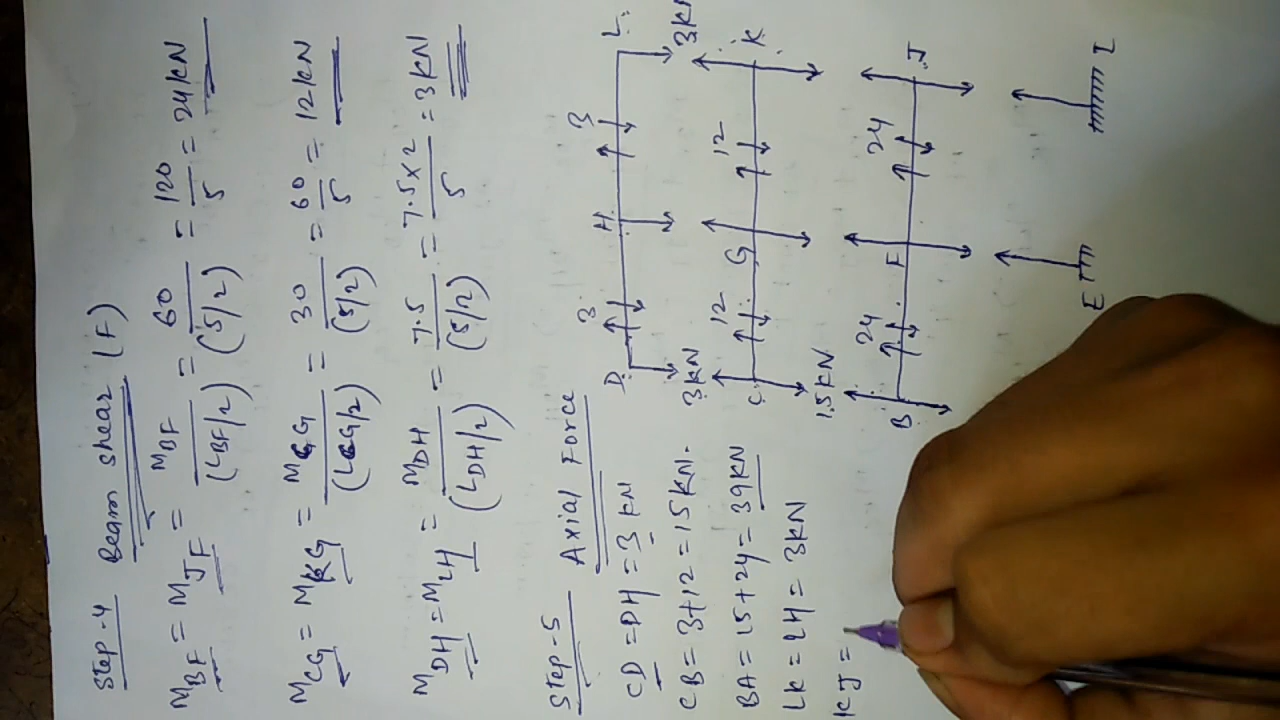 Step-4 Beam shear (F)
M_BF = M_JF = M_BF / (L_BF/2) = 60 / (5/2) = 120/5 = 24KN
M_CG = M_KG = M_CG / (L_CG/2) = 30 / (5/2) = 60/5 = 12KN
M_DH = M_LH = M_DH / (L_DH/2) = 7.5 / (5/2) = 7.5×2 / 5 = 3KN
Step-5 Axial Force
CD = DH = 3 KN
CB = 3+12 = 15KN.
BA = 15+24 = 39KN
LK = LH = 3KN
KJ =
D 3 H 3 L
3KN 3KN
C 12 G 12 K
1.5KN
B 24 F 24 J
E I